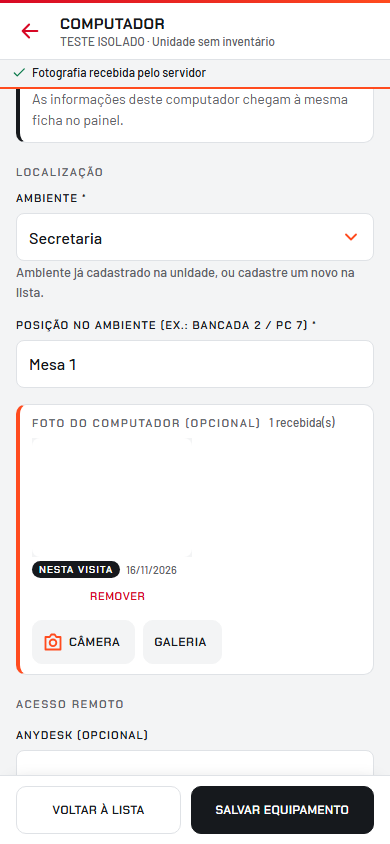 COMPUTADOR
TESTE ISOLADO · Unidade sem inventário
Fotografia recebida pelo servidor
As informações deste computador chegam à mesma
ficha no painel.
LOCALIZAÇÃO
AMBIENTE *
Secretaria
Ambiente já cadastrado na unidade, ou cadastre um novo na
lista.
POSIÇÃO NO AMBIENTE (EX.: BANCADA 2 / PC 7) *
Mesa 1
FOTO DO COMPUTADOR (OPCIONAL) 1 recebida(s)
NESTA VISITA 16/11/2026
REMOVER
CÂMERA GALERIA
ACESSO REMOTO
ANYDESK (OPCIONAL)
VOLTAR À LISTA SALVAR EQUIPAMENTO